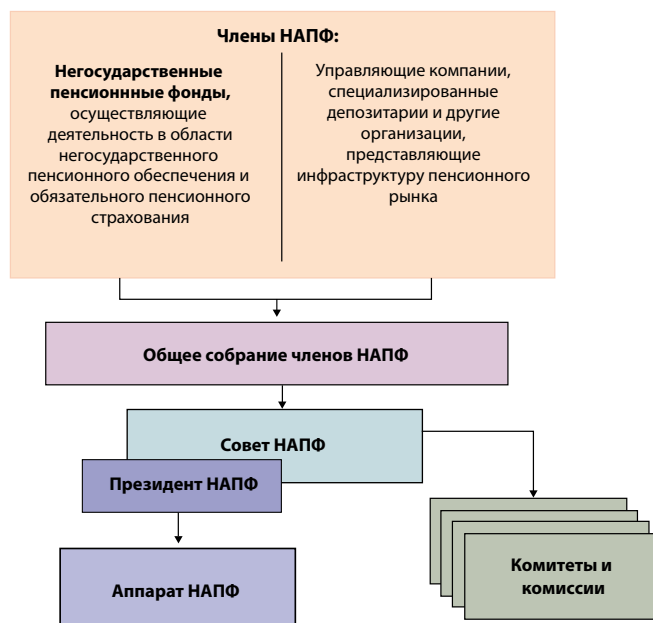 Члены НАПФ:
Негосударственные
пенсионнные фонды,
осуществляющие
деятельность в области
негосударственного
пенсионного обеспечения и
обязательного пенсионного
страхования
Управляющие компании,
специализированные
депозитарии и другие
организации,
представляющие
инфраструктуру пенсионного
рынка
Общее собрание членов НАПФ
Совет НАПФ
Президент НАПФ
Аппарат НАПФ
Комитеты и
комиссии